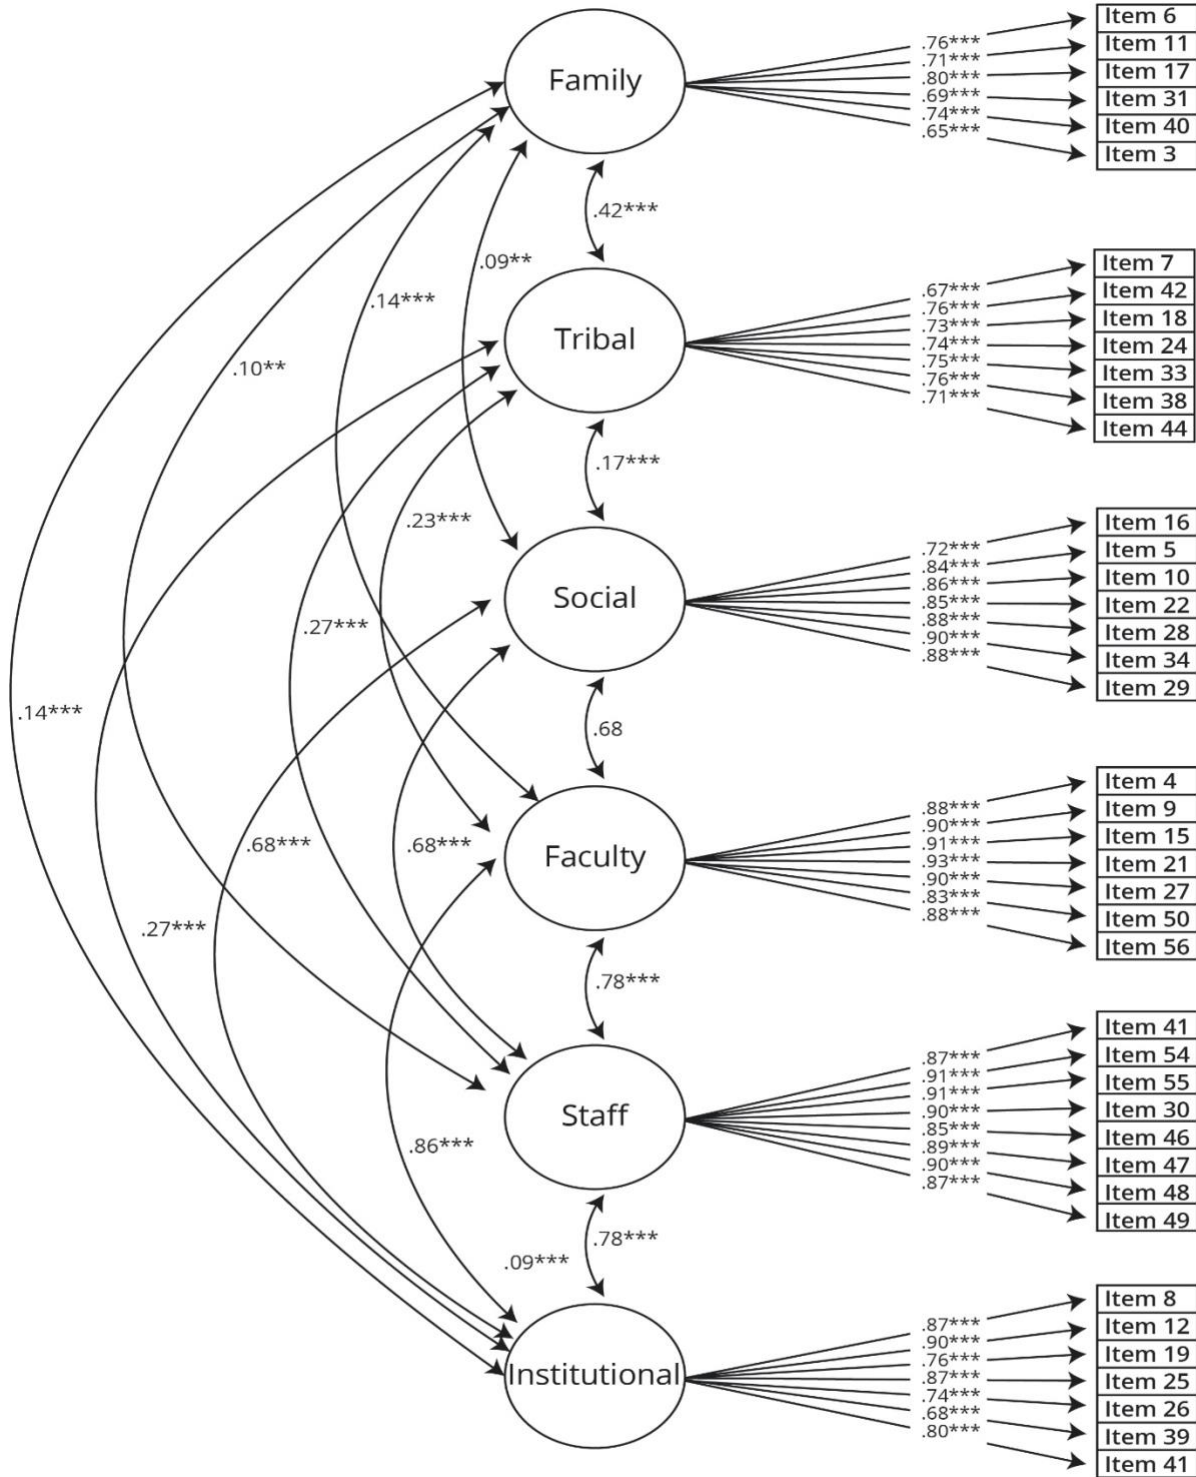 Family
.76***
.71***
.80***
.69***
.74***
.65***
Item 6
Item 11
Item 17
Item 31
Item 40
Item 3
.42***
.09**
.14***
.10**
Tribal
.67***
.76***
.73***
.74***
.75***
.76***
.71***
Item 7
Item 42
Item 18
Item 24
Item 33
Item 38
Item 44
.17***
.23***
.27***
.14***
Social
.72***
.84***
.86***
.85***
.88***
.90***
.88***
Item 16
Item 5
Item 10
Item 22
Item 28
Item 34
Item 29
.68
.68***
.68***
.27***
Faculty
.88***
.90***
.91***
.93***
.90***
.83***
.88***
Item 4
Item 9
Item 15
Item 21
Item 27
Item 50
Item 56
.78***
.86***
Staff
.87***
.91***
.91***
.90***
.85***
.89***
.90***
.87***
Item 41
Item 54
Item 55
Item 30
Item 46
Item 47
Item 48
Item 49
.78***
.09***
Institutional
.87***
.90***
.76***
.87***
.74***
.68***
.80***
Item 8
Item 12
Item 19
Item 25
Item 26
Item 39
Item 41